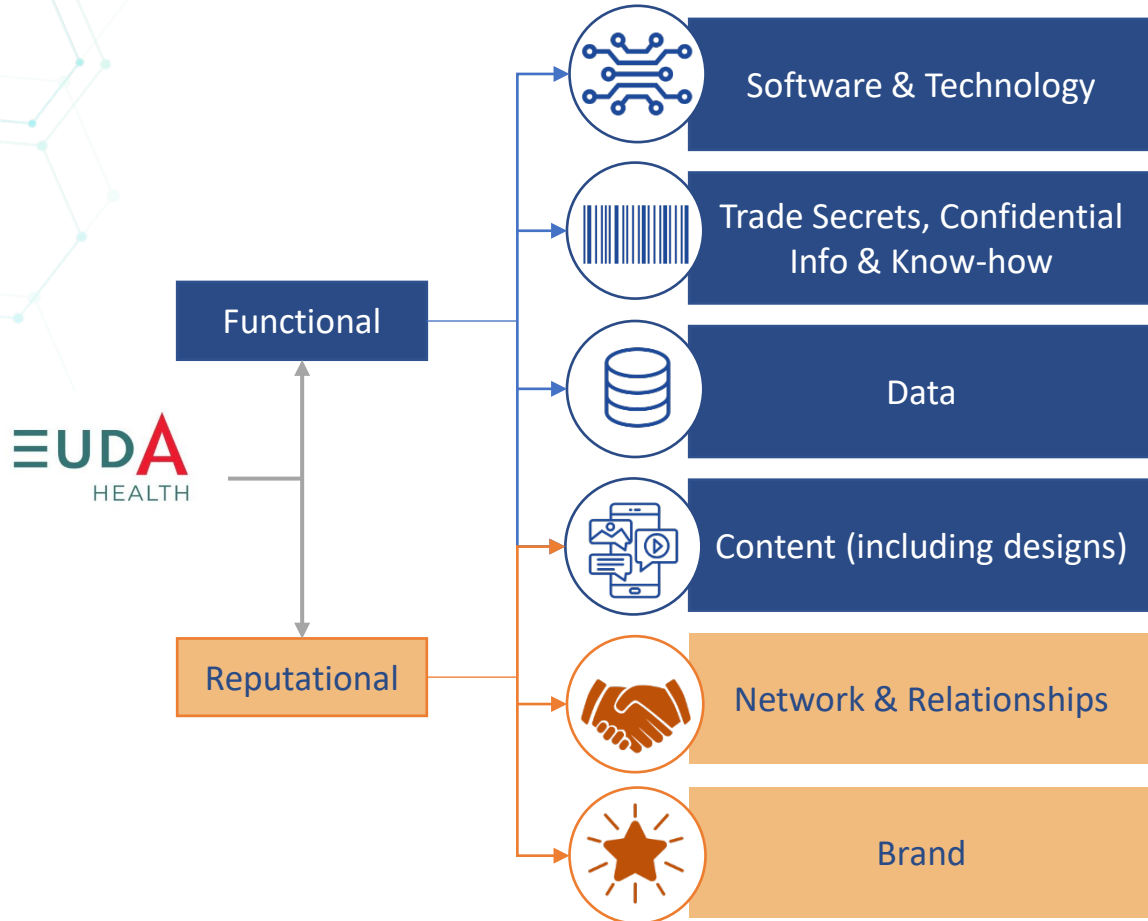 Software & Technology
Trade Secrets, Confidential
Info & Know-how
Functional
Data
EUDA
HEALTH
Content (including designs)
Reputational
Network & Relationships
Brand